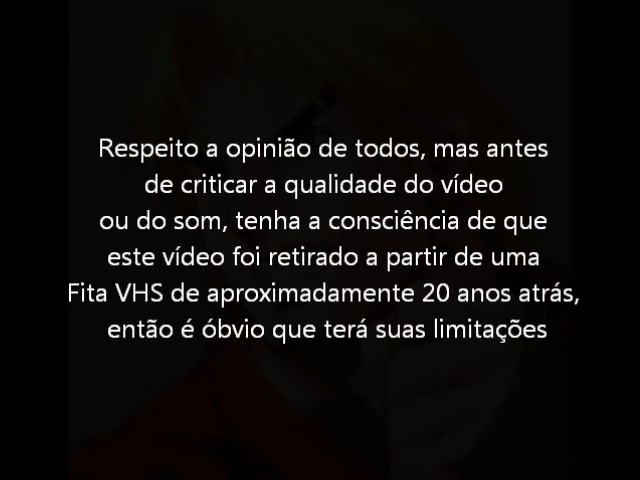 Respeito a opinião de todos, mas antes
de criticar a qualidade do vídeo
ou do som, tenha a consciência de que
este vídeo foi retirado a partir de uma
Fita VHS de aproximadamente 20 anos atrás,
então é óbvio que terá suas limitações